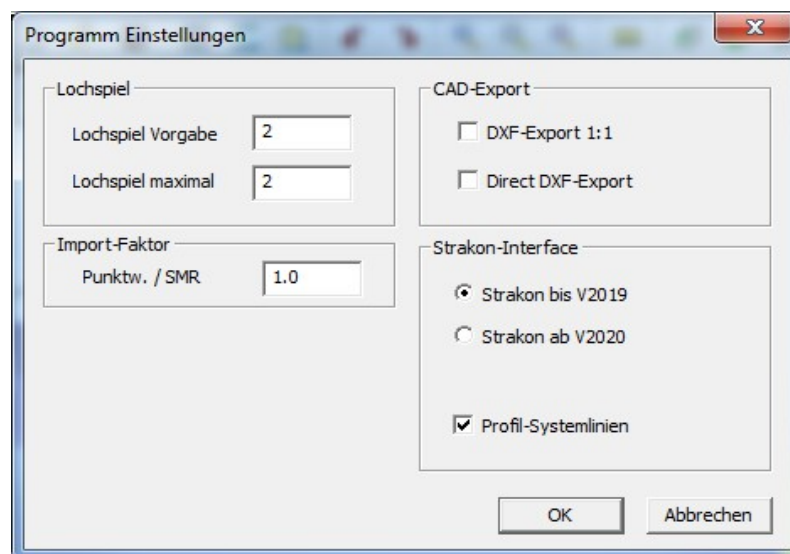 Programm Einstellungen
Lochspiel
Lochspiel Vorgabe 2
Lochspiel maximal 2
Import-Faktor
Punktw. / SMR 1.0
CAD-Export
DXF-Export 1:1
Direct DXF-Export
Strakon-Interface
Strakon bis V2019
Strakon ab V2020
Profil-Systemlinien
OK Abbrechen